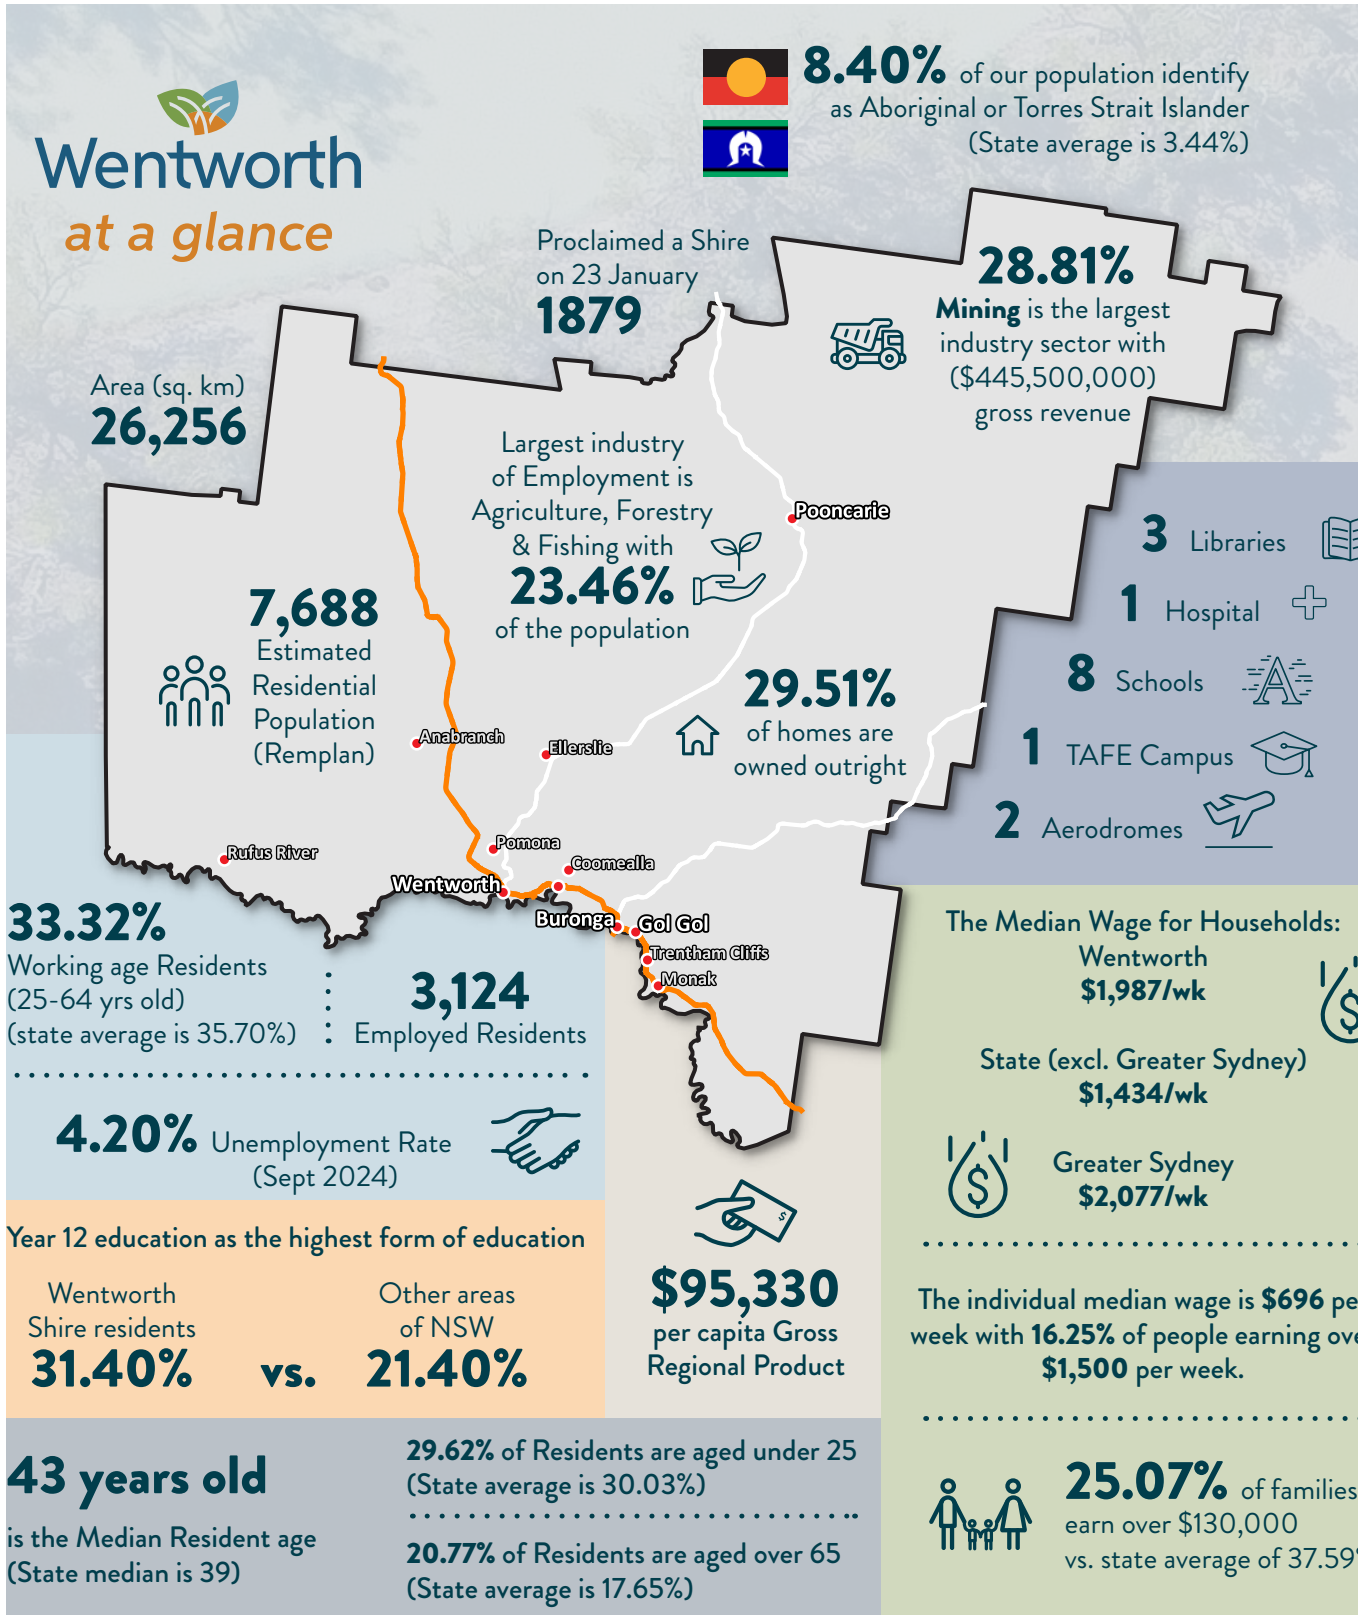 Wentworth
at a glance
8.40% of our population identify
as Aboriginal or Torres Strait Islander
(State average is 3.44%)
Proclaimed a Shire
on 23 January
1879
28.81%
Mining is the largest
industry sector with
($445,500,000)
gross revenue
Area (sq. km)
26,256
Largest industry
of Employment is
Agriculture, Forestry
& Fishing with
23.46%
of the population
Pooncarie
3 Libraries
1 Hospital
8 Schools
1 TAFE Campus
2 Aerodromes
7,688
Estimated
Residential
Population
(Remplan)
29.51%
of homes are
owned outright
Anabranch
Ellerslie
Pomona
Rufus River
Coomealla
Wentworth
Buronga
Gol Gol
Trentham Cliffs
Monak
33.32%
Working age Residents
(25-64 yrs old)
(state average is 35.70%)
3,124
Employed Residents
4.20% Unemployment Rate
(Sept 2024)
The Median Wage for Households:
Wentworth
$1,987/wk
State (excl. Greater Sydney)
$1,434/wk
Greater Sydney
$2,077/wk
Year 12 education as the highest form of education
Wentworth
Shire residents
31.40%
vs.
Other areas
of NSW
21.40%
$95,330
per capita Gross
Regional Product
The individual median wage is $696 pe
week with 16.25% of people earning ove
$1,500 per week.
43 years old
is the Median Resident age
(State median is 39)
29.62% of Residents are aged under 25
(State average is 30.03%)
20.77% of Residents are aged over 65
(State average is 17.65%)
25.07% of families
earn over $130,000
vs. state average of 37.59%